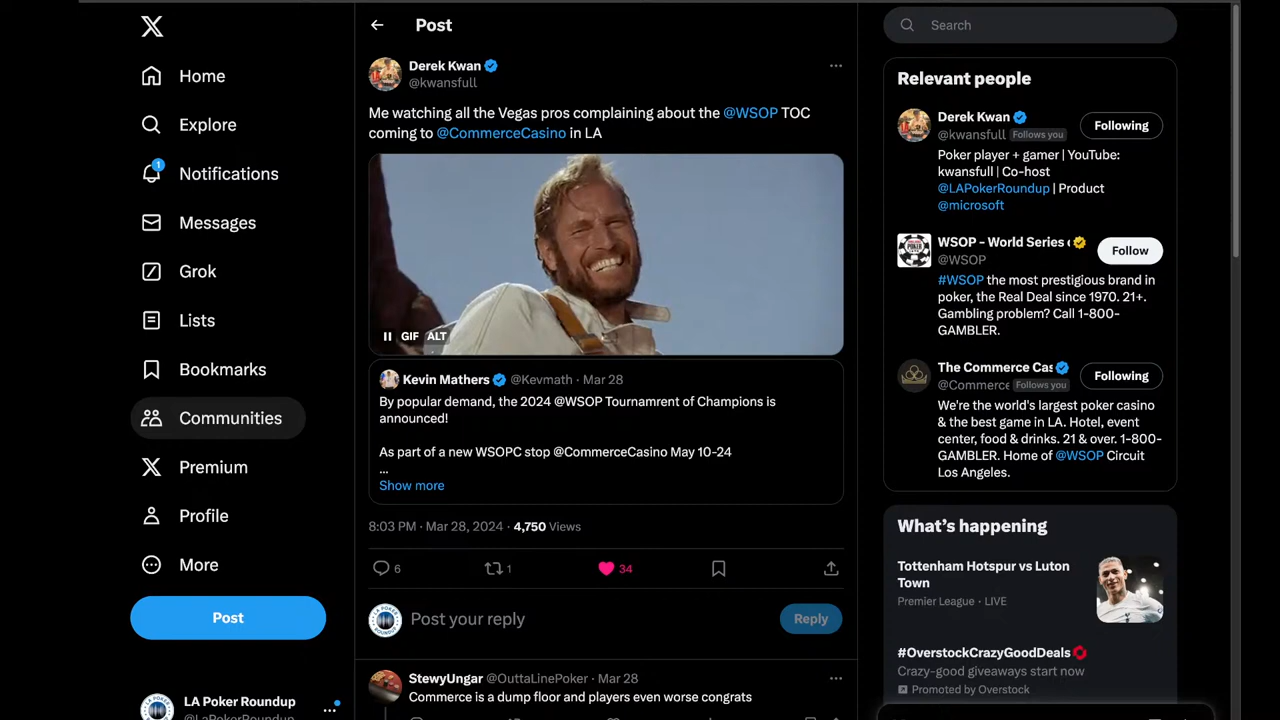 Home
Explore
1
Notifications
Messages
Grok
Lists
Bookmarks
Communities
Premium
Profile
More
Post
LA Poker Roundup
@LaPokerRoundup
Post
Derek Kwan
@kwansfull
Me watching all the Vegas pros complaining about the @WSOP TOC
coming to @CommerceCasino in LA
GIF ALT
Kevin Mathers @Kevmath · Mar 28
By popular demand, the 2024 @WSOP Tournamrent of Champions is
announced!
As part of a new WSOPC stop @CommerceCasino May 10-24
...
Show more
8:03 PM · Mar 28, 2024 · 4,750 Views
6 1 34
LA POKER ROUNDUP
Post your reply
Reply
StewyUngar @OuttaLinePoker · Mar 28
Commerce is a dump floor and players even worse congrats
Search
Relevant people
Derek Kwan
@kwansfull Follows you
Following
Poker player + gamer | YouTube:
kwansfull | Co-host
@LAPokerRoundup | Product
@microsoft
WSOP - World Series
@WSOP
Follow
#WSOP the most prestigious brand in
poker, the Real Deal since 1970. 21+.
Gambling problem? Call 1-800-
GAMBLER.
The Commerce Cas
@Commerce Follows you
Following
We're the world's largest poker casino
& the best game in LA. Hotel, event
center, food & drinks. 21 & over. 1-800-
GAMBLER. Home of @WSOP Circuit
Los Angeles.
What's happening
Tottenham Hotspur vs Luton
Town
Premier League · LIVE
#OverstockCrazyGoodDeals
Crazy-good giveaways start now
Promoted by Overstock